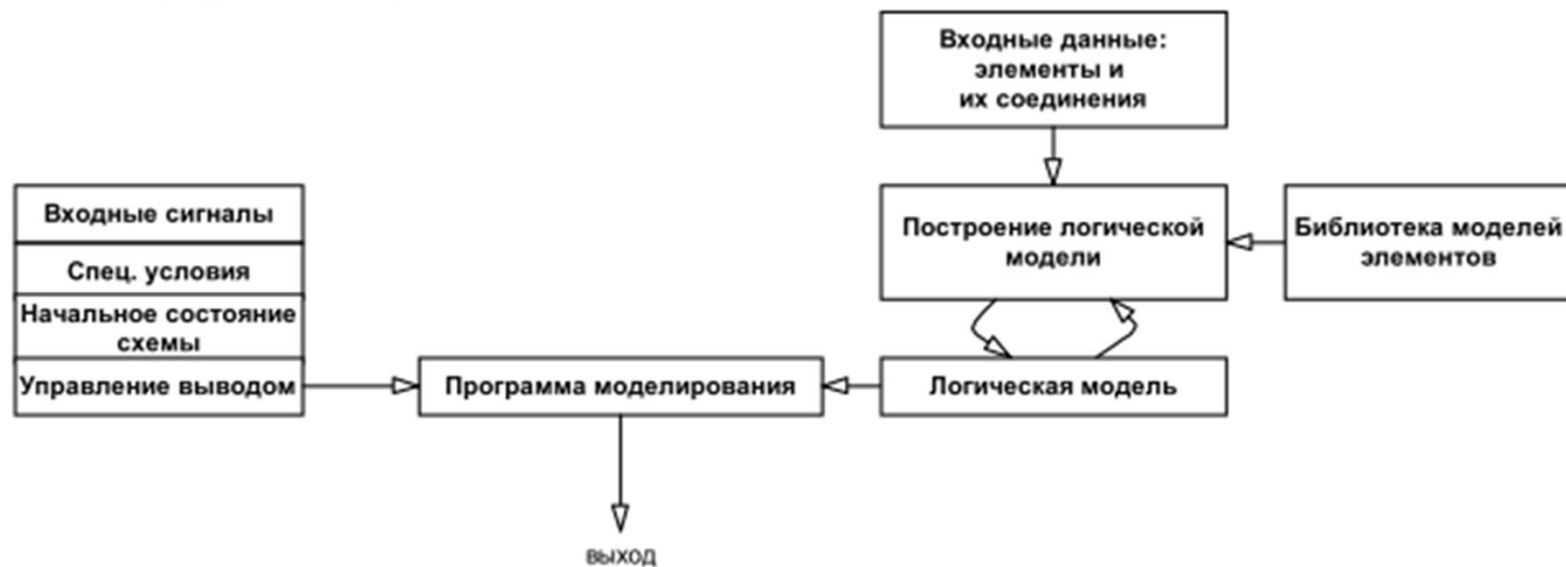 Входные данные:
элементы и
их соединения
Входные сигналы
Спец. условия
Начальное состояние
схемы
Управление выводом
Построение логической
модели
Библиотека моделей
элементов
Программа моделирования
Логическая модель
выход